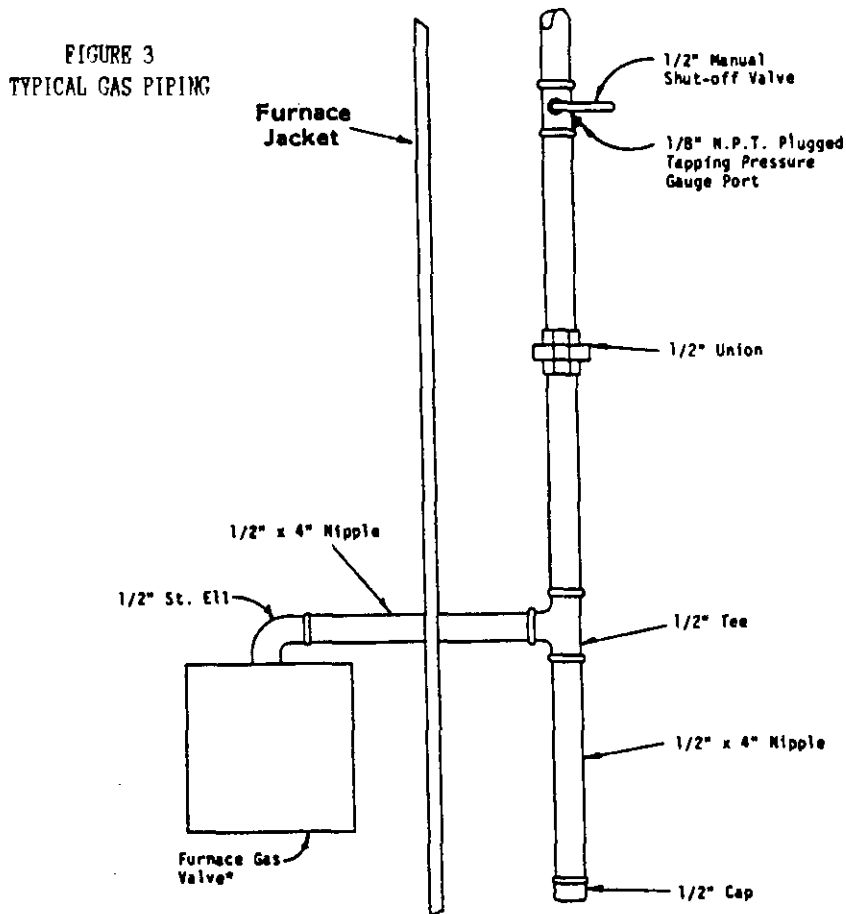 FIGURE 3
TYPICAL GAS PIPING
Furnace
Jacket
1/2" Manual
Shut-off Valve
1/8" N.P.T. Plugged
Tapping Pressure
Gauge Port
1/2" Union
1/2" x 4" Nipple
1/2" St. Ell
1/2" Tee
1/2" x 4" Nipple
Furnace Gas
Valve*
1/2" Cap